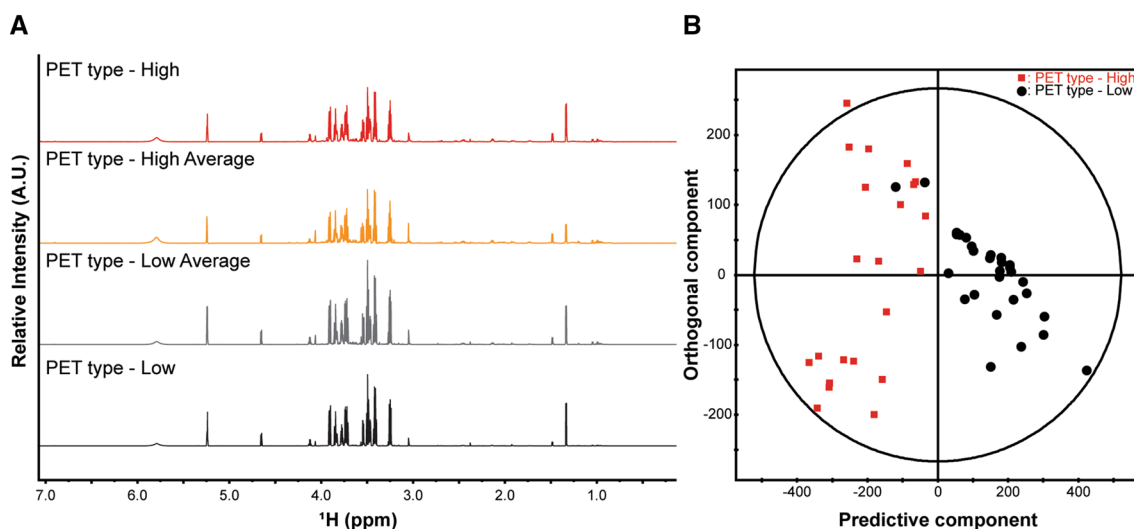 A
PET type - High
PET type - High Average
PET type - Low Average
PET type - Low
Relative Intensity (A.U.)
7.0 6.0 5.0 4.0 3.0 2.0 1.0
¹H (ppm)
B
: PET type - High
: PET type - Low
Orthogonal component
200
100
0
-100
-200
-400 -200 0 200 400
Predictive component